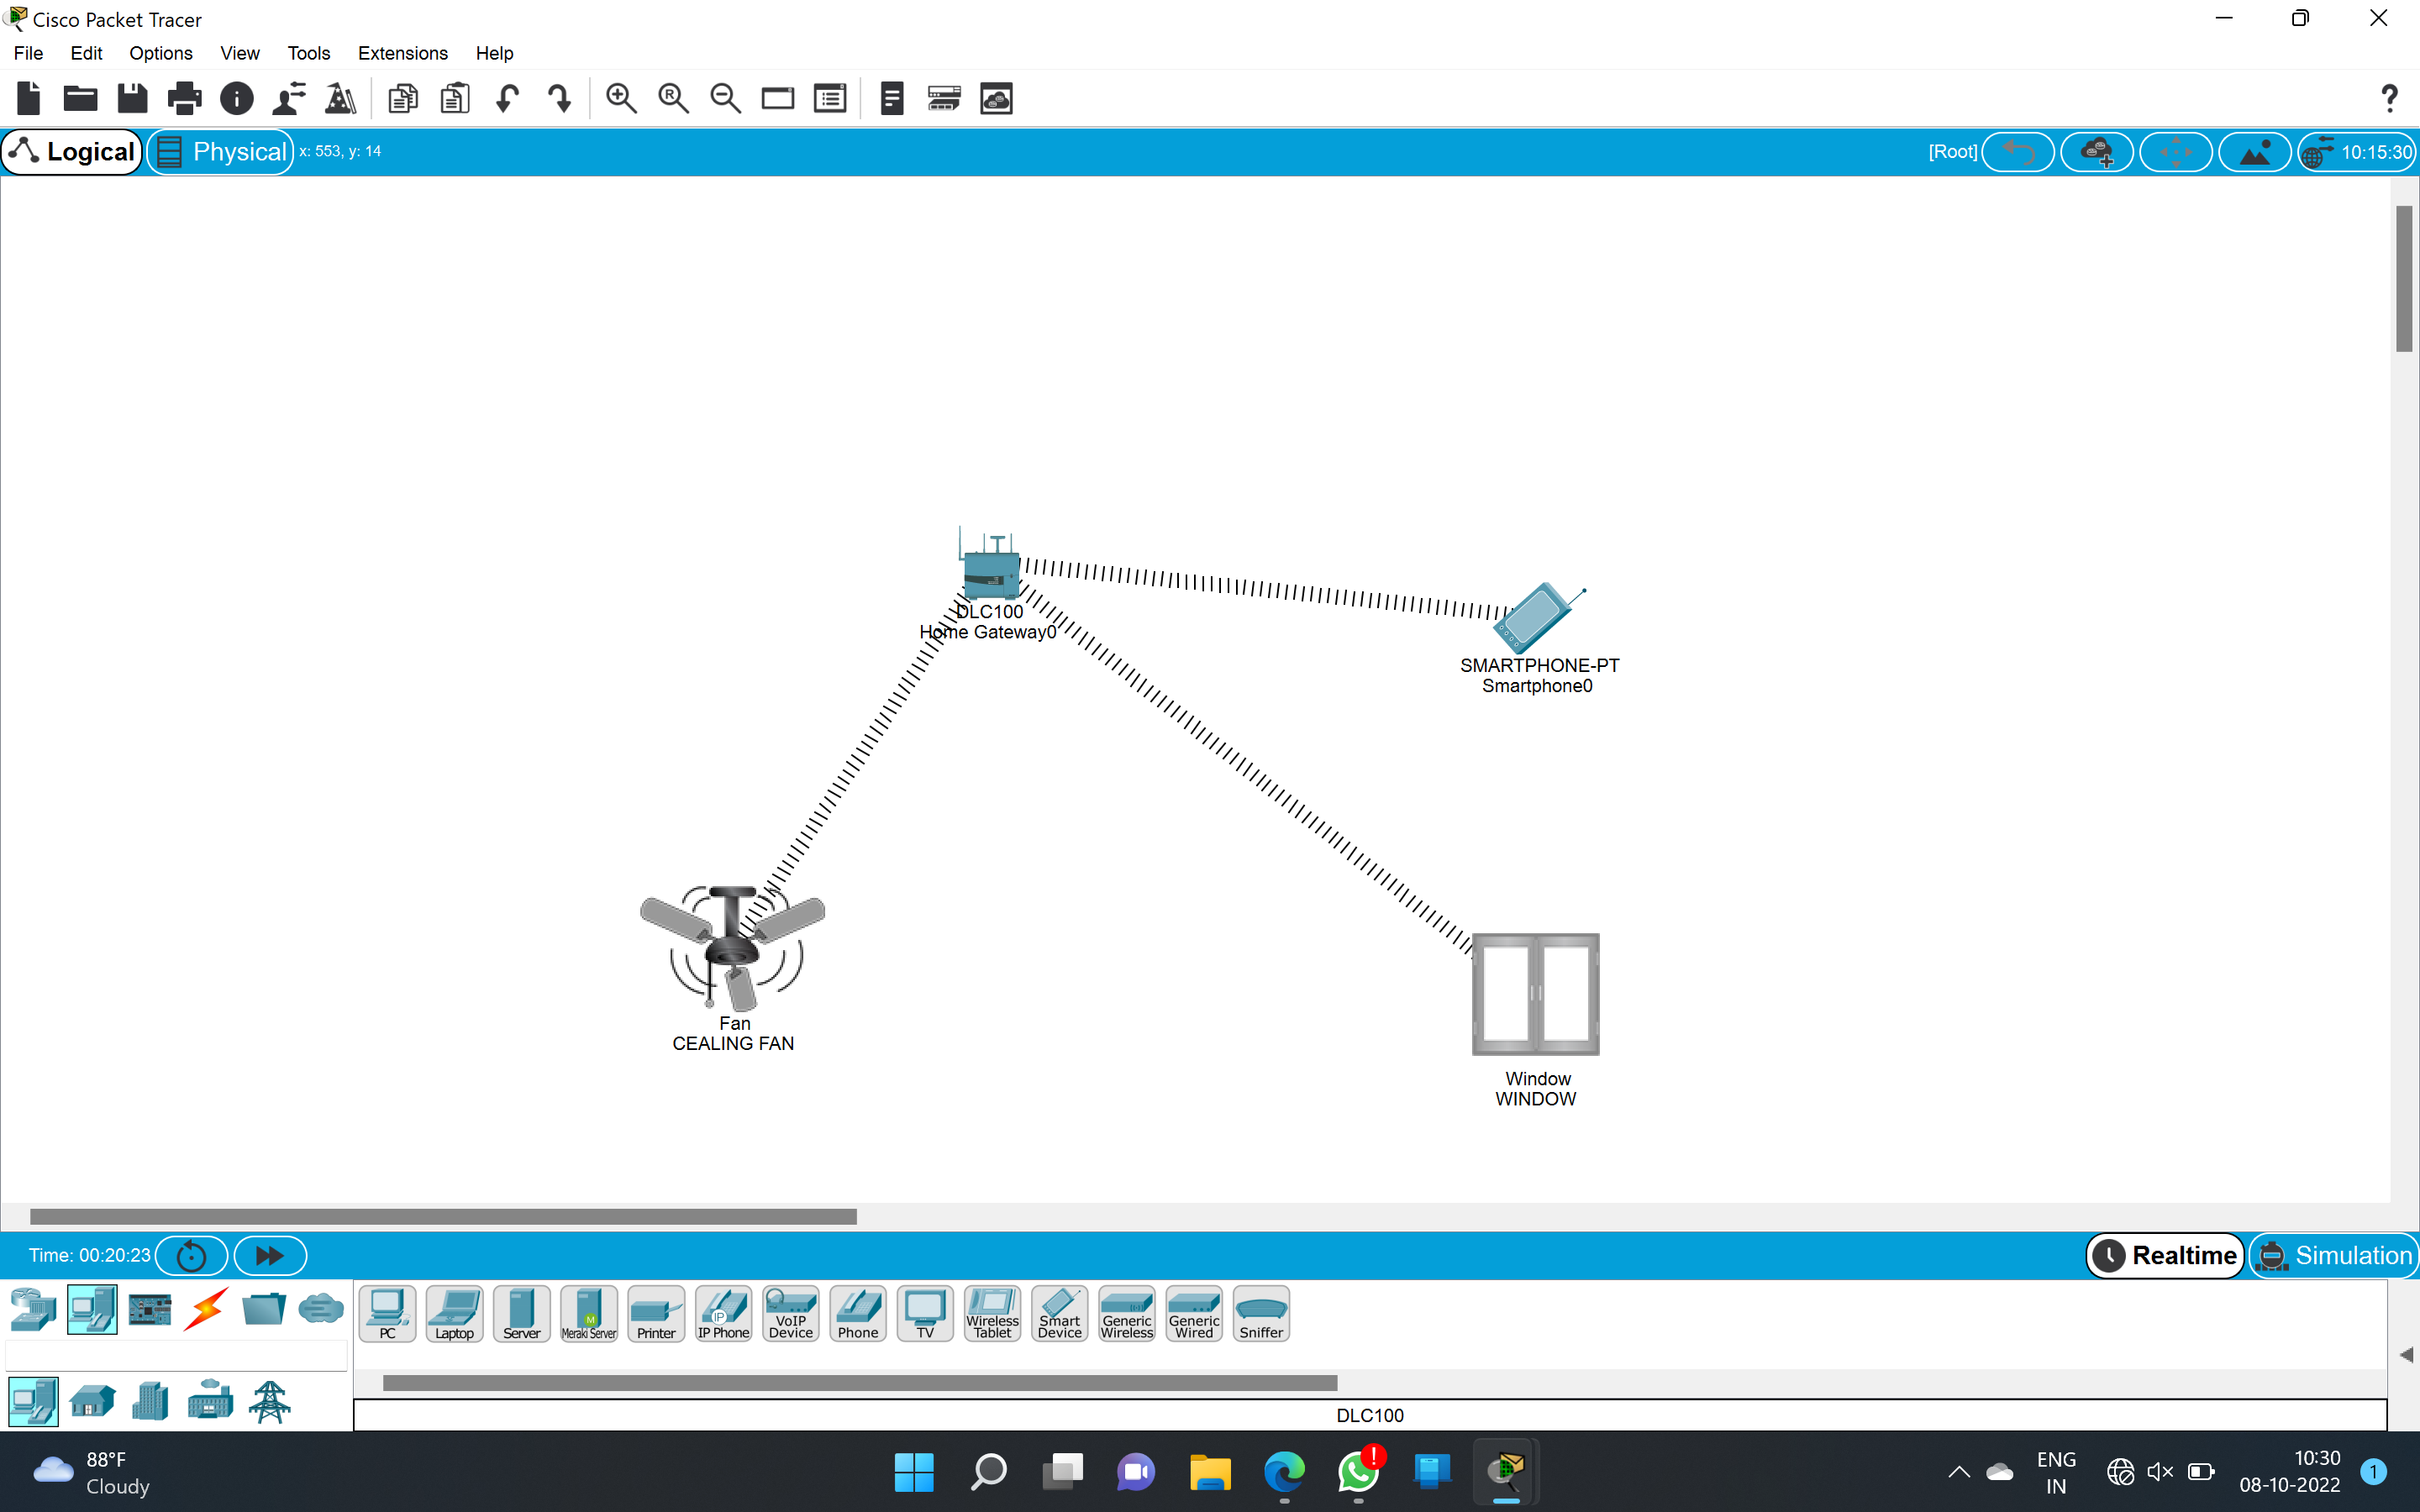 Cisco Packet Tracer
File Edit Options View Tools Extensions Help
Logical Physical x: 553, y: 14 [Root] 10:15:30
DLC100
Home Gateway0
SMARTPHONE-PT
Smartphone0
Fan
CEALING FAN
Window
WINDOW
Time: 00:20:23 Realtime Simulation
PC Laptop Server Meraki Server Printer IP Phone VoIP Device Phone TV Wireless Tablet Smart Device Generic Wireless Generic Wired Sniffer
DLC100
88°F
Cloudy
ENG
IN
10:30
08-10-2022
1